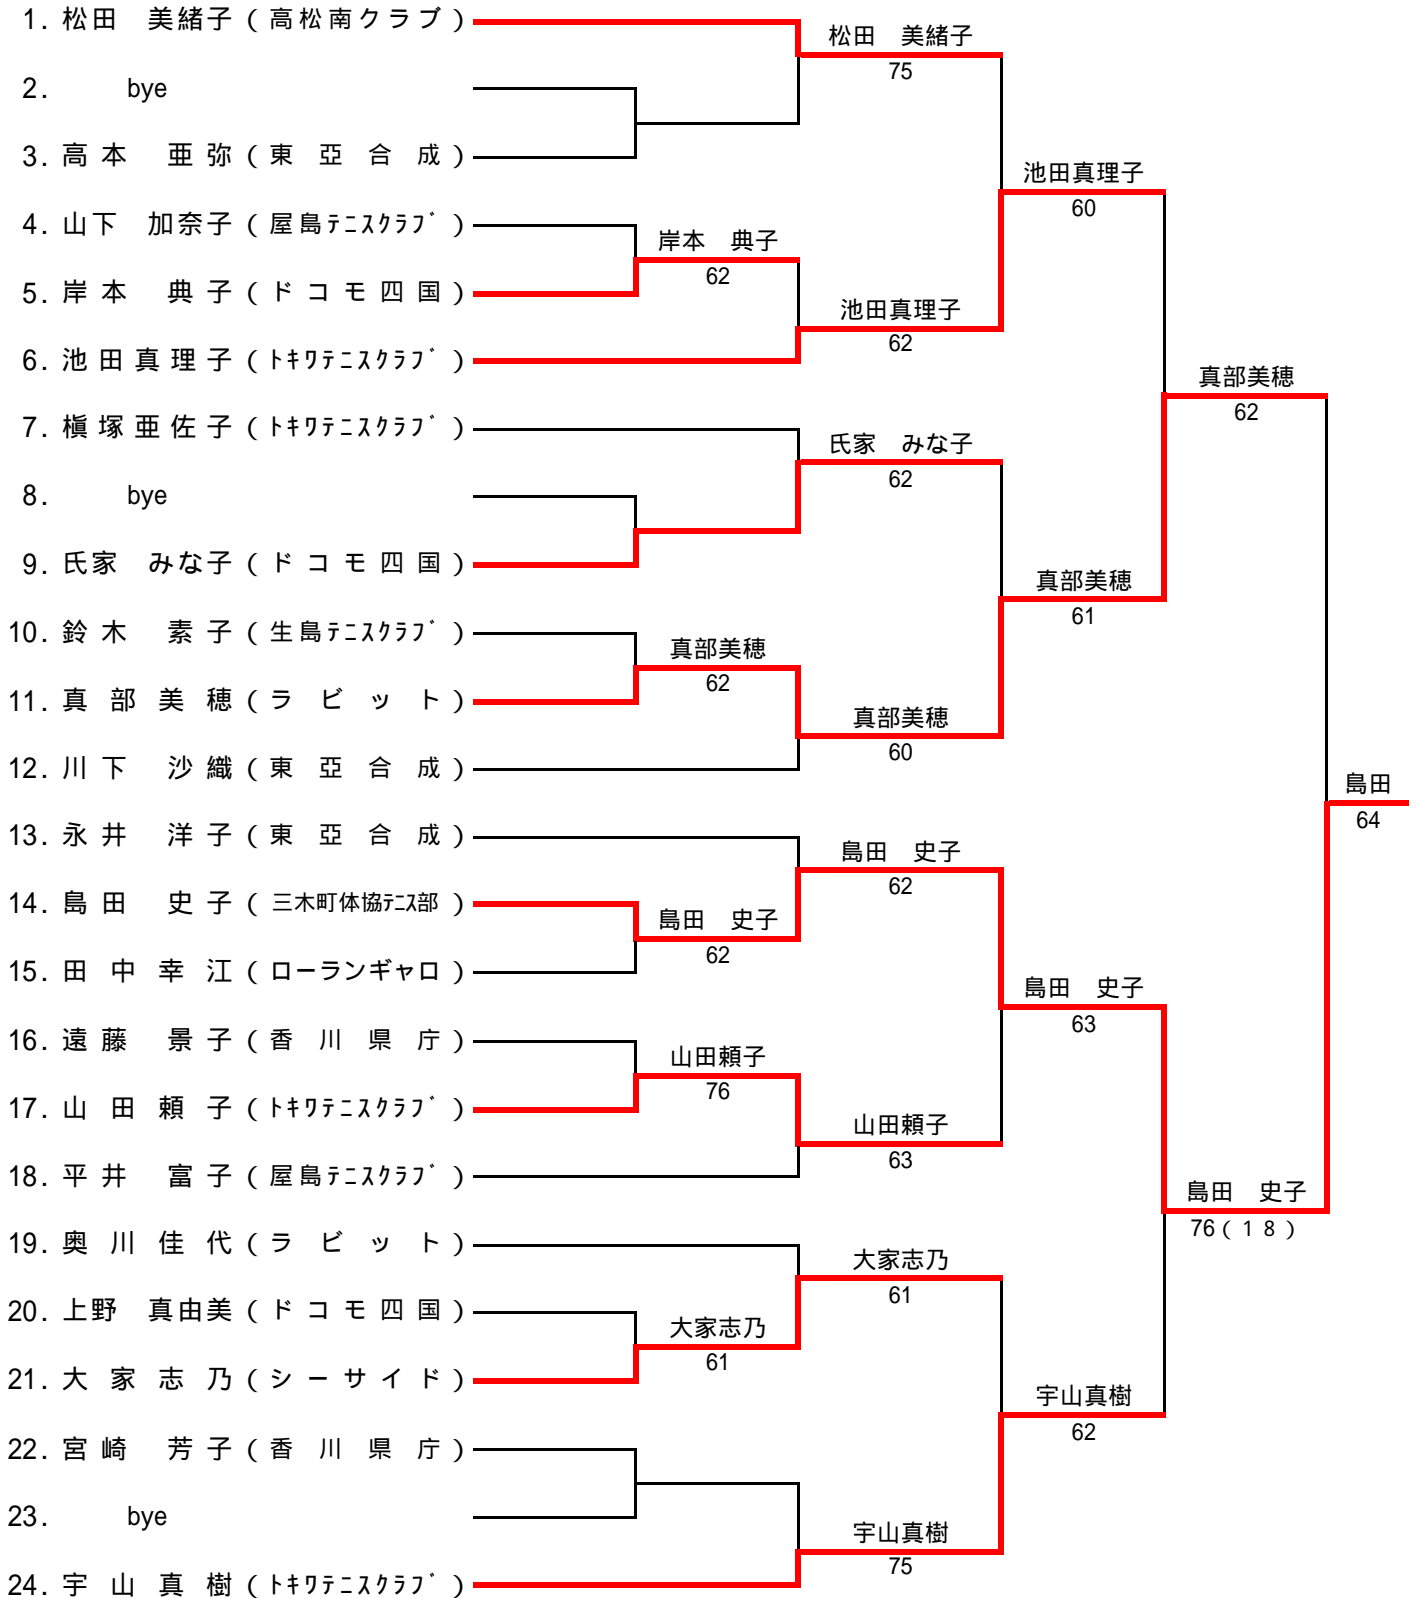 1. 松田　美緒子 ( 高松南クラブ )
松田　美緒子
75
2.　bye
3. 高本　亜弥 ( 東亞合成 )
池田真理子
60
4. 山下　加奈子 ( 屋島ﾃﾆｽｸﾗﾌﾞ )
岸本　典子
62
5. 岸本　典子 ( ドコモ四国 )
池田真理子
62
6. 池田真理子 ( ﾄｷﾜﾃﾆｽｸﾗﾌﾞ )
真部美穂
62
7. 槇塚亜佐子 ( ﾄｷﾜﾃﾆｽｸﾗﾌﾞ )
氏家　みな子
62
8.　bye
9. 氏家　みな子 ( ドコモ四国 )
真部美穂
61
10. 鈴木　素子 ( 生島ﾃﾆｽｸﾗﾌﾞ )
真部美穂
62
11. 真部美穂 ( ラビット )
真部美穂
60
12. 川下　沙織 ( 東亞合成 )
島田
64
13. 永井　洋子 ( 東亞合成 )
島田　史子
62
14. 島田　史子 ( 三木町体協ﾃﾆｽ部 )
島田　史子
62
15. 田中幸江 ( ローランギャロ )
島田　史子
63
16. 遠藤　景子 ( 香川県庁 )
山田頼子
76
17. 山田頼子 ( ﾄｷﾜﾃﾆｽｸﾗﾌﾞ )
山田頼子
63
18. 平井　富子 ( 屋島ﾃﾆｽｸﾗﾌﾞ )
島田　史子
76 ( 1 8 )
19. 奥川佳代 ( ラビット )
大家志乃
61
20. 上野　真由美 ( ドコモ四国 )
大家志乃
61
21. 大家志乃 ( シーサイド )
宇山真樹
62
22. 宮崎　芳子 ( 香川県庁 )
23.　bye
宇山真樹
75
24. 宇山真樹 ( ﾄｷﾜﾃﾆｽｸﾗﾌﾞ )